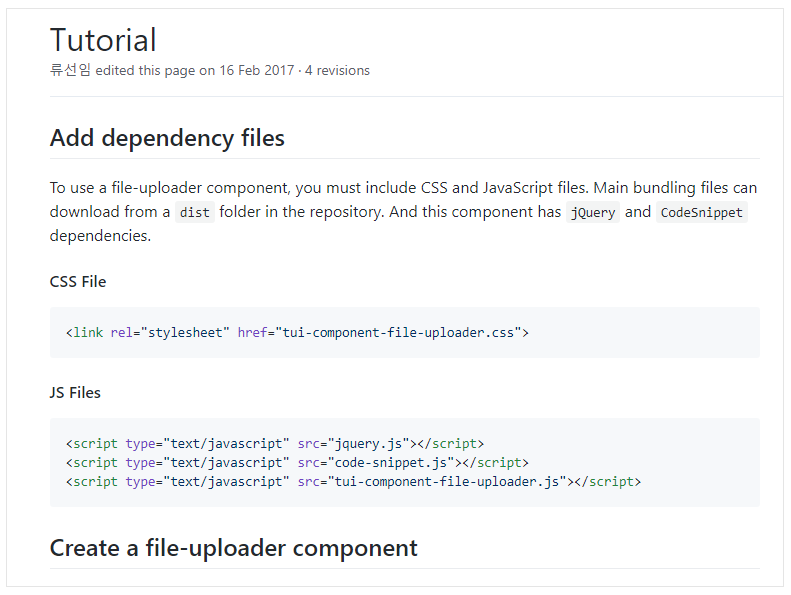 Tutorial
류선임 edited this page on 16 Feb 2017 · 4 revisions
Add dependency files
To use a file-uploader component, you must include CSS and JavaScript files. Main bundling files can
download from a dist folder in the repository. And this component has jQuery and CodeSnippet
dependencies.
CSS File
<link rel="stylesheet" href="tui-component-file-uploader.css">
JS Files
<script type="text/javascript" src="jquery.js"></script>
<script type="text/javascript" src="code-snippet.js"></script>
<script type="text/javascript" src="tui-component-file-uploader.js"></script>
Create a file-uploader component